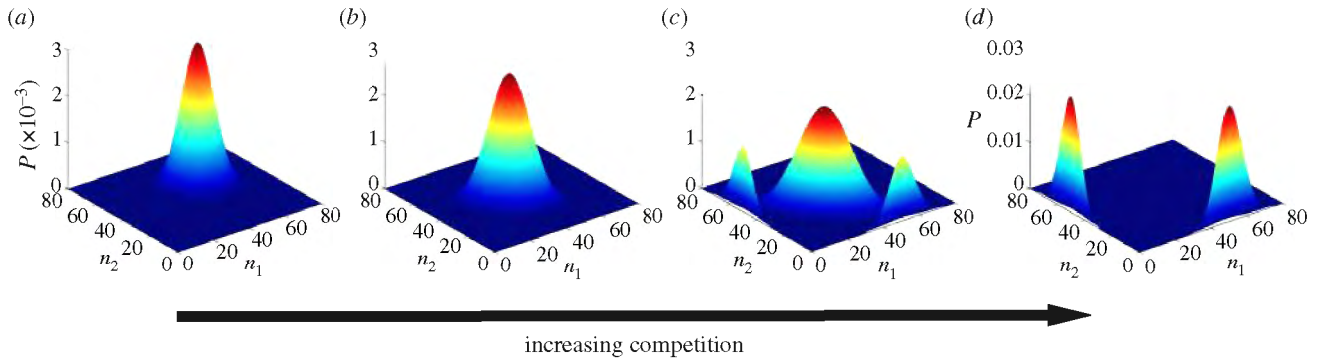 (a) (b) (c) (d)
P (×10⁻³)
3 2 1 0
80 60 40 20 0
n₂
0 20 40 60 80
n₁
3 2 1 0
80 60 40 20 0
n₂
0 20 40 60 80
n₁
3 2 1 0
80 60 40 20 0
n₂
0 20 40 60 80
n₁
P
0.03 0.02 0.01 0
80 60 40 20 0
n₂
0 20 40 60 80
n₁
increasing competition